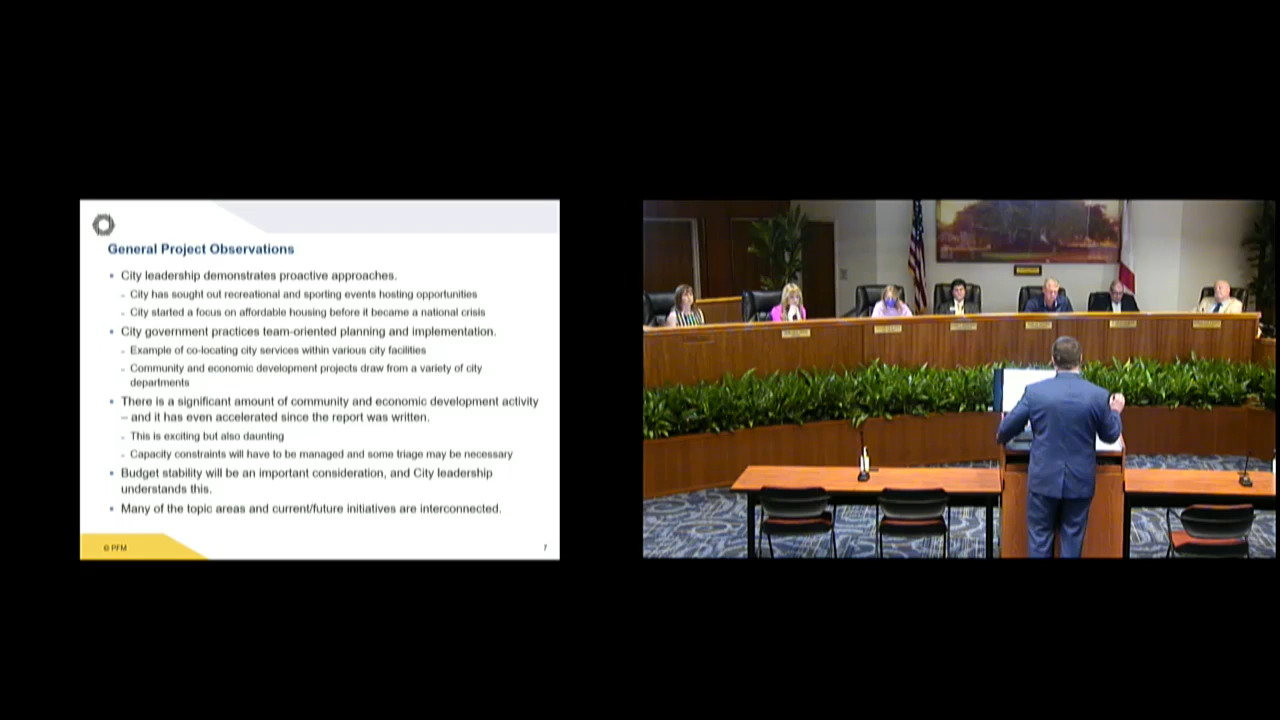 General Project Observations
• City leadership demonstrates proactive approaches.
- City has sought out recreational and sporting events hosting opportunities
- City started a focus on affordable housing before it became a national crisis
• City government practices team-oriented planning and implementation.
- Example of co-locating city services within various city facilities
- Community and economic development projects draw from a variety of city
departments
• There is a significant amount of community and economic development activity
– and it has even accelerated since the report was written.
- This is exciting but also daunting
- Capacity constraints will have to be managed and some triage may be necessary
• Budget stability will be an important consideration, and City leadership
understands this.
• Many of the topic areas and current/future initiatives are interconnected.
© PFM
7